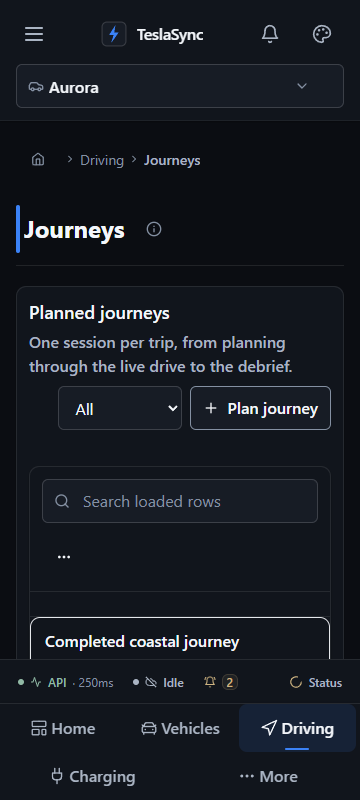 TeslaSync
Aurora
Driving
Journeys
Journeys
Planned journeys
One session per trip, from planning
through the live drive to the debrief.
All
Plan journey
Search loaded rows
...
Completed coastal journey
API · 250ms
Idle
2
Status
Home
Vehicles
Driving
Charging
More